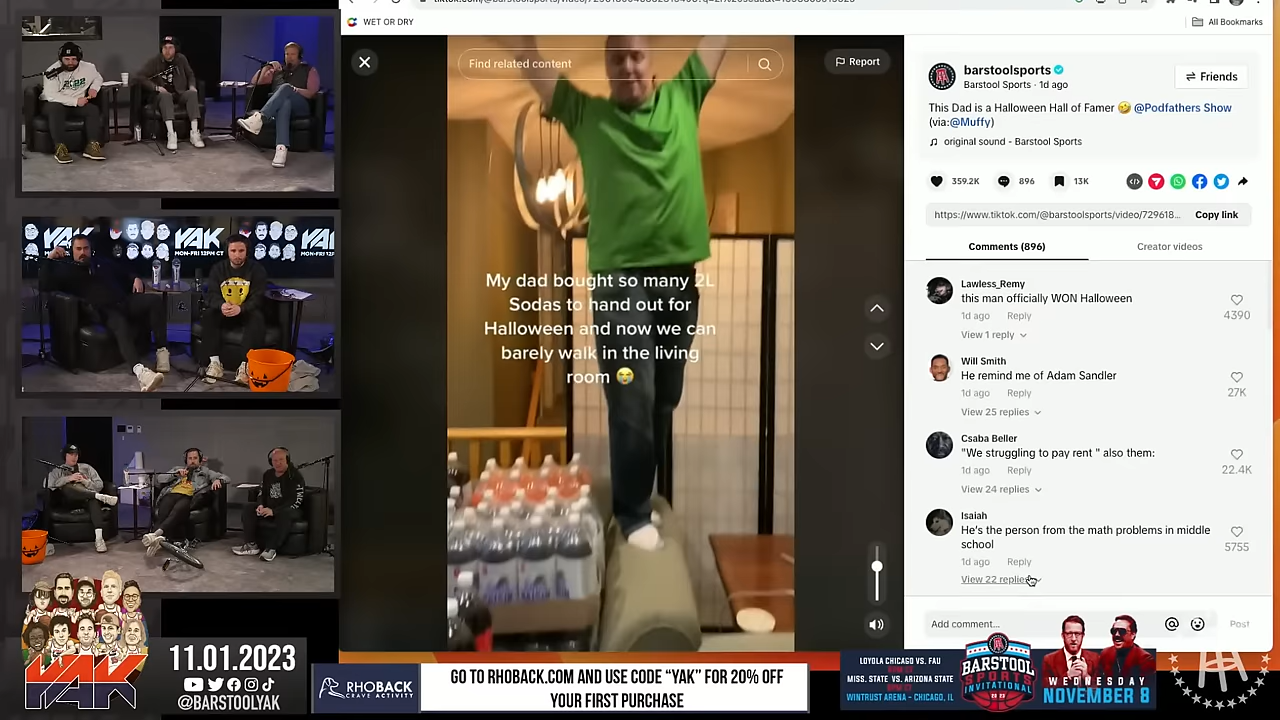 WET OR DRY
All Bookmarks
Find related content
Report
My dad bought so many 2L
Sodas to hand out for
Halloween and now we can
barely walk in the living
room 😭
barstoolsports
Barstool Sports · 1d ago
Friends
This Dad is a Halloween Hall of Famer 🤣 @Podfathers Show
(via:@Muffy)
original sound - Barstool Sports
359.2K
896
13K
https://www.tiktok.com/@barstoolsports/video/729618...
Copy link
Comments (896)
Creator videos
Lawless_Remy
this man officially WON Halloween
1d ago Reply
4390
View 1 reply
Will Smith
He remind me of Adam Sandler
1d ago Reply
27K
View 25 replies
Csaba Beller
"We struggling to pay rent " also them:
1d ago Reply
22.4K
View 24 replies
Isaiah
He's the person from the math problems in middle
school
1d ago Reply
5755
View 22 replies
Add comment...
Post
YAK
MON-FRI 12PM CT
YAK
YAK
11.01.2023
@BARSTOOLYAK
RHOBACK
CRAVE ACTIVITY
GO TO RHOBACK.COM AND USE CODE "YAK" FOR 20% OFF
YOUR FIRST PURCHASE
LOYOLA CHICAGO VS. FAU
MISS. STATE VS. ARIZONA STATE
WINTRUST ARENA - CHICAGO, IL
BARSTOOL
SPORTS
INVITATIONAL
2023
WEDNESDAY
NOVEMBER 8